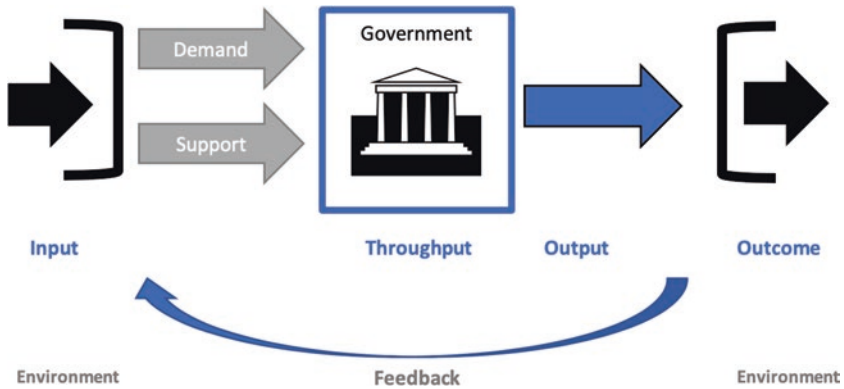 Demand
Government
Support
Input
Throughput
Output
Outcome
Environment
Feedback
Environment